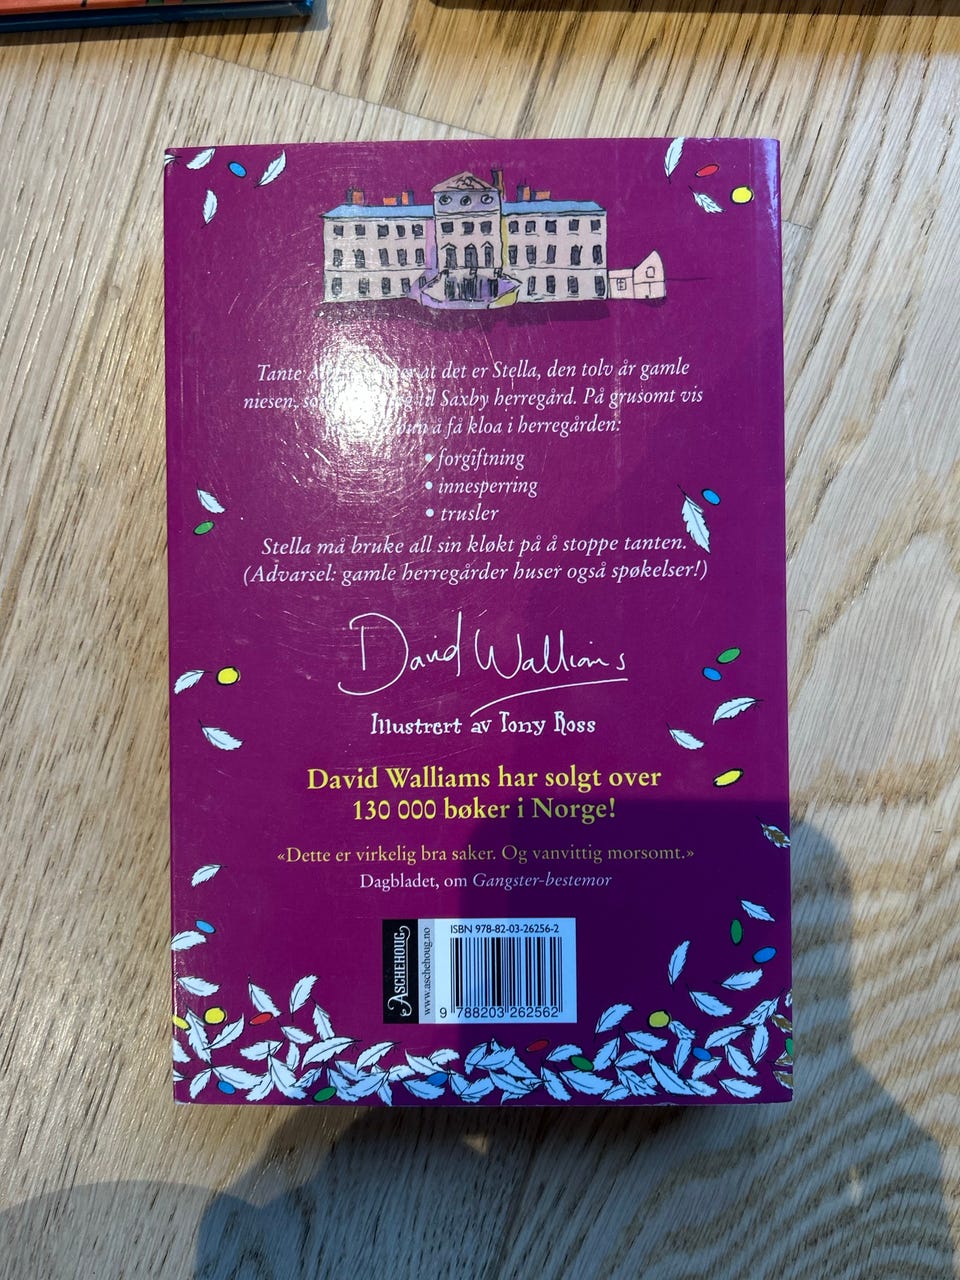 Tante at det er Stella, den tolv år gamle
niesen, til Saxby herregård. På grusomt vis
å få kloa i herregården:
• forgiftning
• innesperring
• trusler
Stella må bruke all sin kløkt på å stoppe tanten.
(Advarsel: gamle herregårder huser også spøkelser!)
David Walliams
Illustrert av Tony Ross
David Walliams har solgt over
130 000 bøker i Norge!
«Dette er virkelig bra saker. Og vanvittig morsomt.»
Dagbladet, om Gangster-bestemor
ASCHEHOUG
www.aschehoug.no
ISBN 978-82-03-26256-2
9 788203 262562